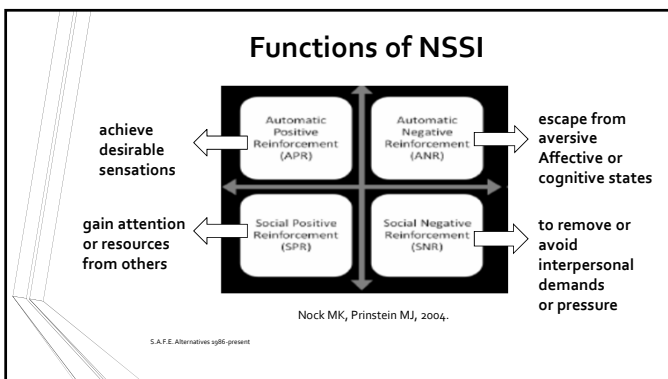 Functions of NSSI
achieve
desirable
sensations
Automatic
Positive
Reinforcement
(APR)
Automatic
Negative
Reinforcement
(ANR)
escape from
aversive
Affective or
cognitive states
gain attention
or resources
from others
Social Positive
Reinforcement
(SPR)
Social Negative
Reinforcement
(SNR)
to remove or
avoid
interpersonal
demands
or pressure
Nock MK, Prinstein MJ, 2004.
S.A.F.E. Alternatives 1986-present